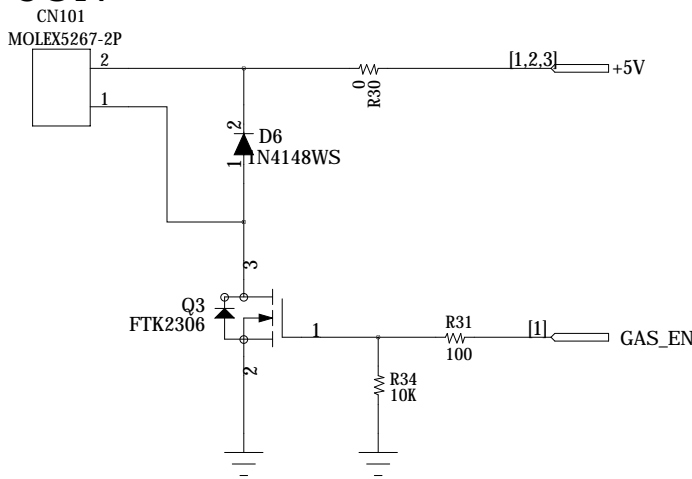 CN101
MOLEX5267-2P
2
1
[1,2,3]
+5V
0
R30
2
D6
1
1N4148WS
3
Q3
FTK2306
1
R31
100
[1]
GAS_EN
2
R34
10K